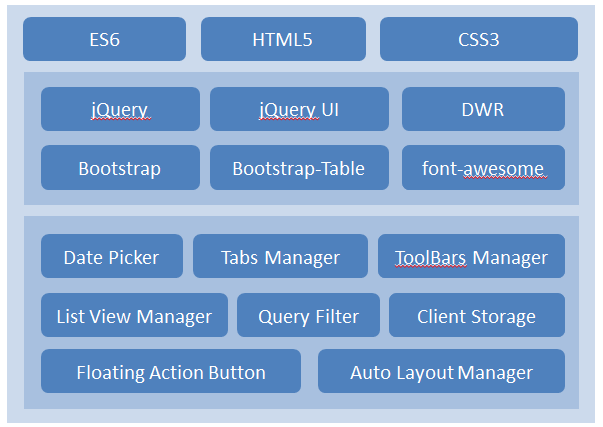 ES6 HTML5 CSS3
jQuery jQuery UI DWR
Bootstrap Bootstrap-Table font-awesome
Date Picker Tabs Manager ToolBars Manager
List View Manager Query Filter Client Storage
Floating Action Button Auto Layout Manager